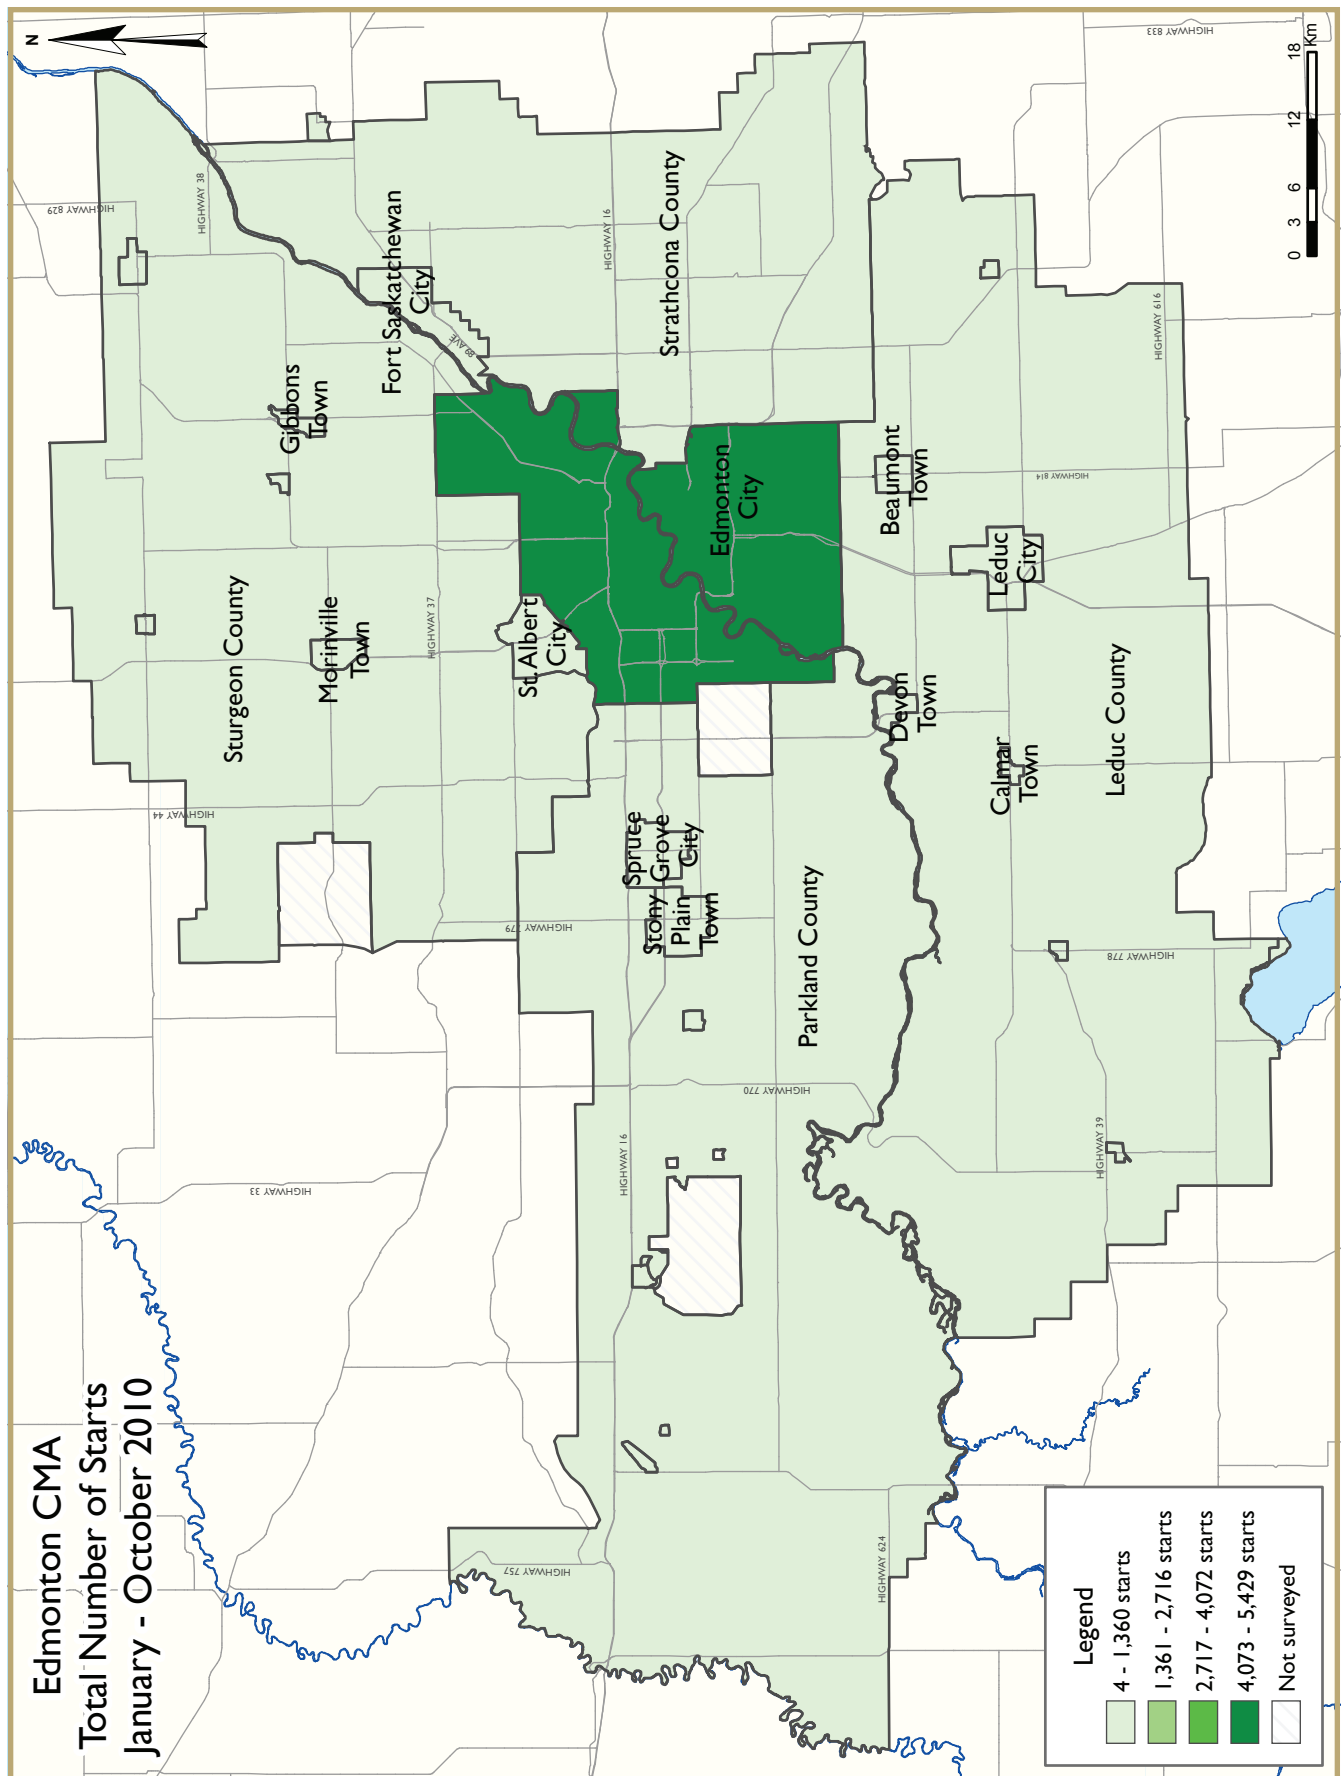 Edmonton CMA
Total Number of Starts
January - October 2010
N
HIGHWAY 829
HIGHWAY 38
HIGHWAY 833
HIGHWAY 44
HIGHWAY 33
Sturgeon County
Gibbons
Town
Morinville
Town
Fort Saskatchewan
City
89 AVE
HIGHWAY 37
St. Albert
City
HIGHWAY 779
HIGHWAY 757
HIGHWAY 16
HIGHWAY 16
Strathcona County
Edmonton
City
Spruce
Grove
City
Stony
Plain
Town
Parkland County
HIGHWAY 770
HIGHWAY 624
Beaumont
Town
Devon
Town
Leduc
City
Calmar
Town
HIGHWAY 814
HIGHWAY 616
Leduc County
HIGHWAY 778
HIGHWAY 39
Legend
4 - 1,360 starts
1,361 - 2,716 starts
2,717 - 4,072 starts
4,073 - 5,429 starts
Not surveyed
0 3 6 12 18
Km